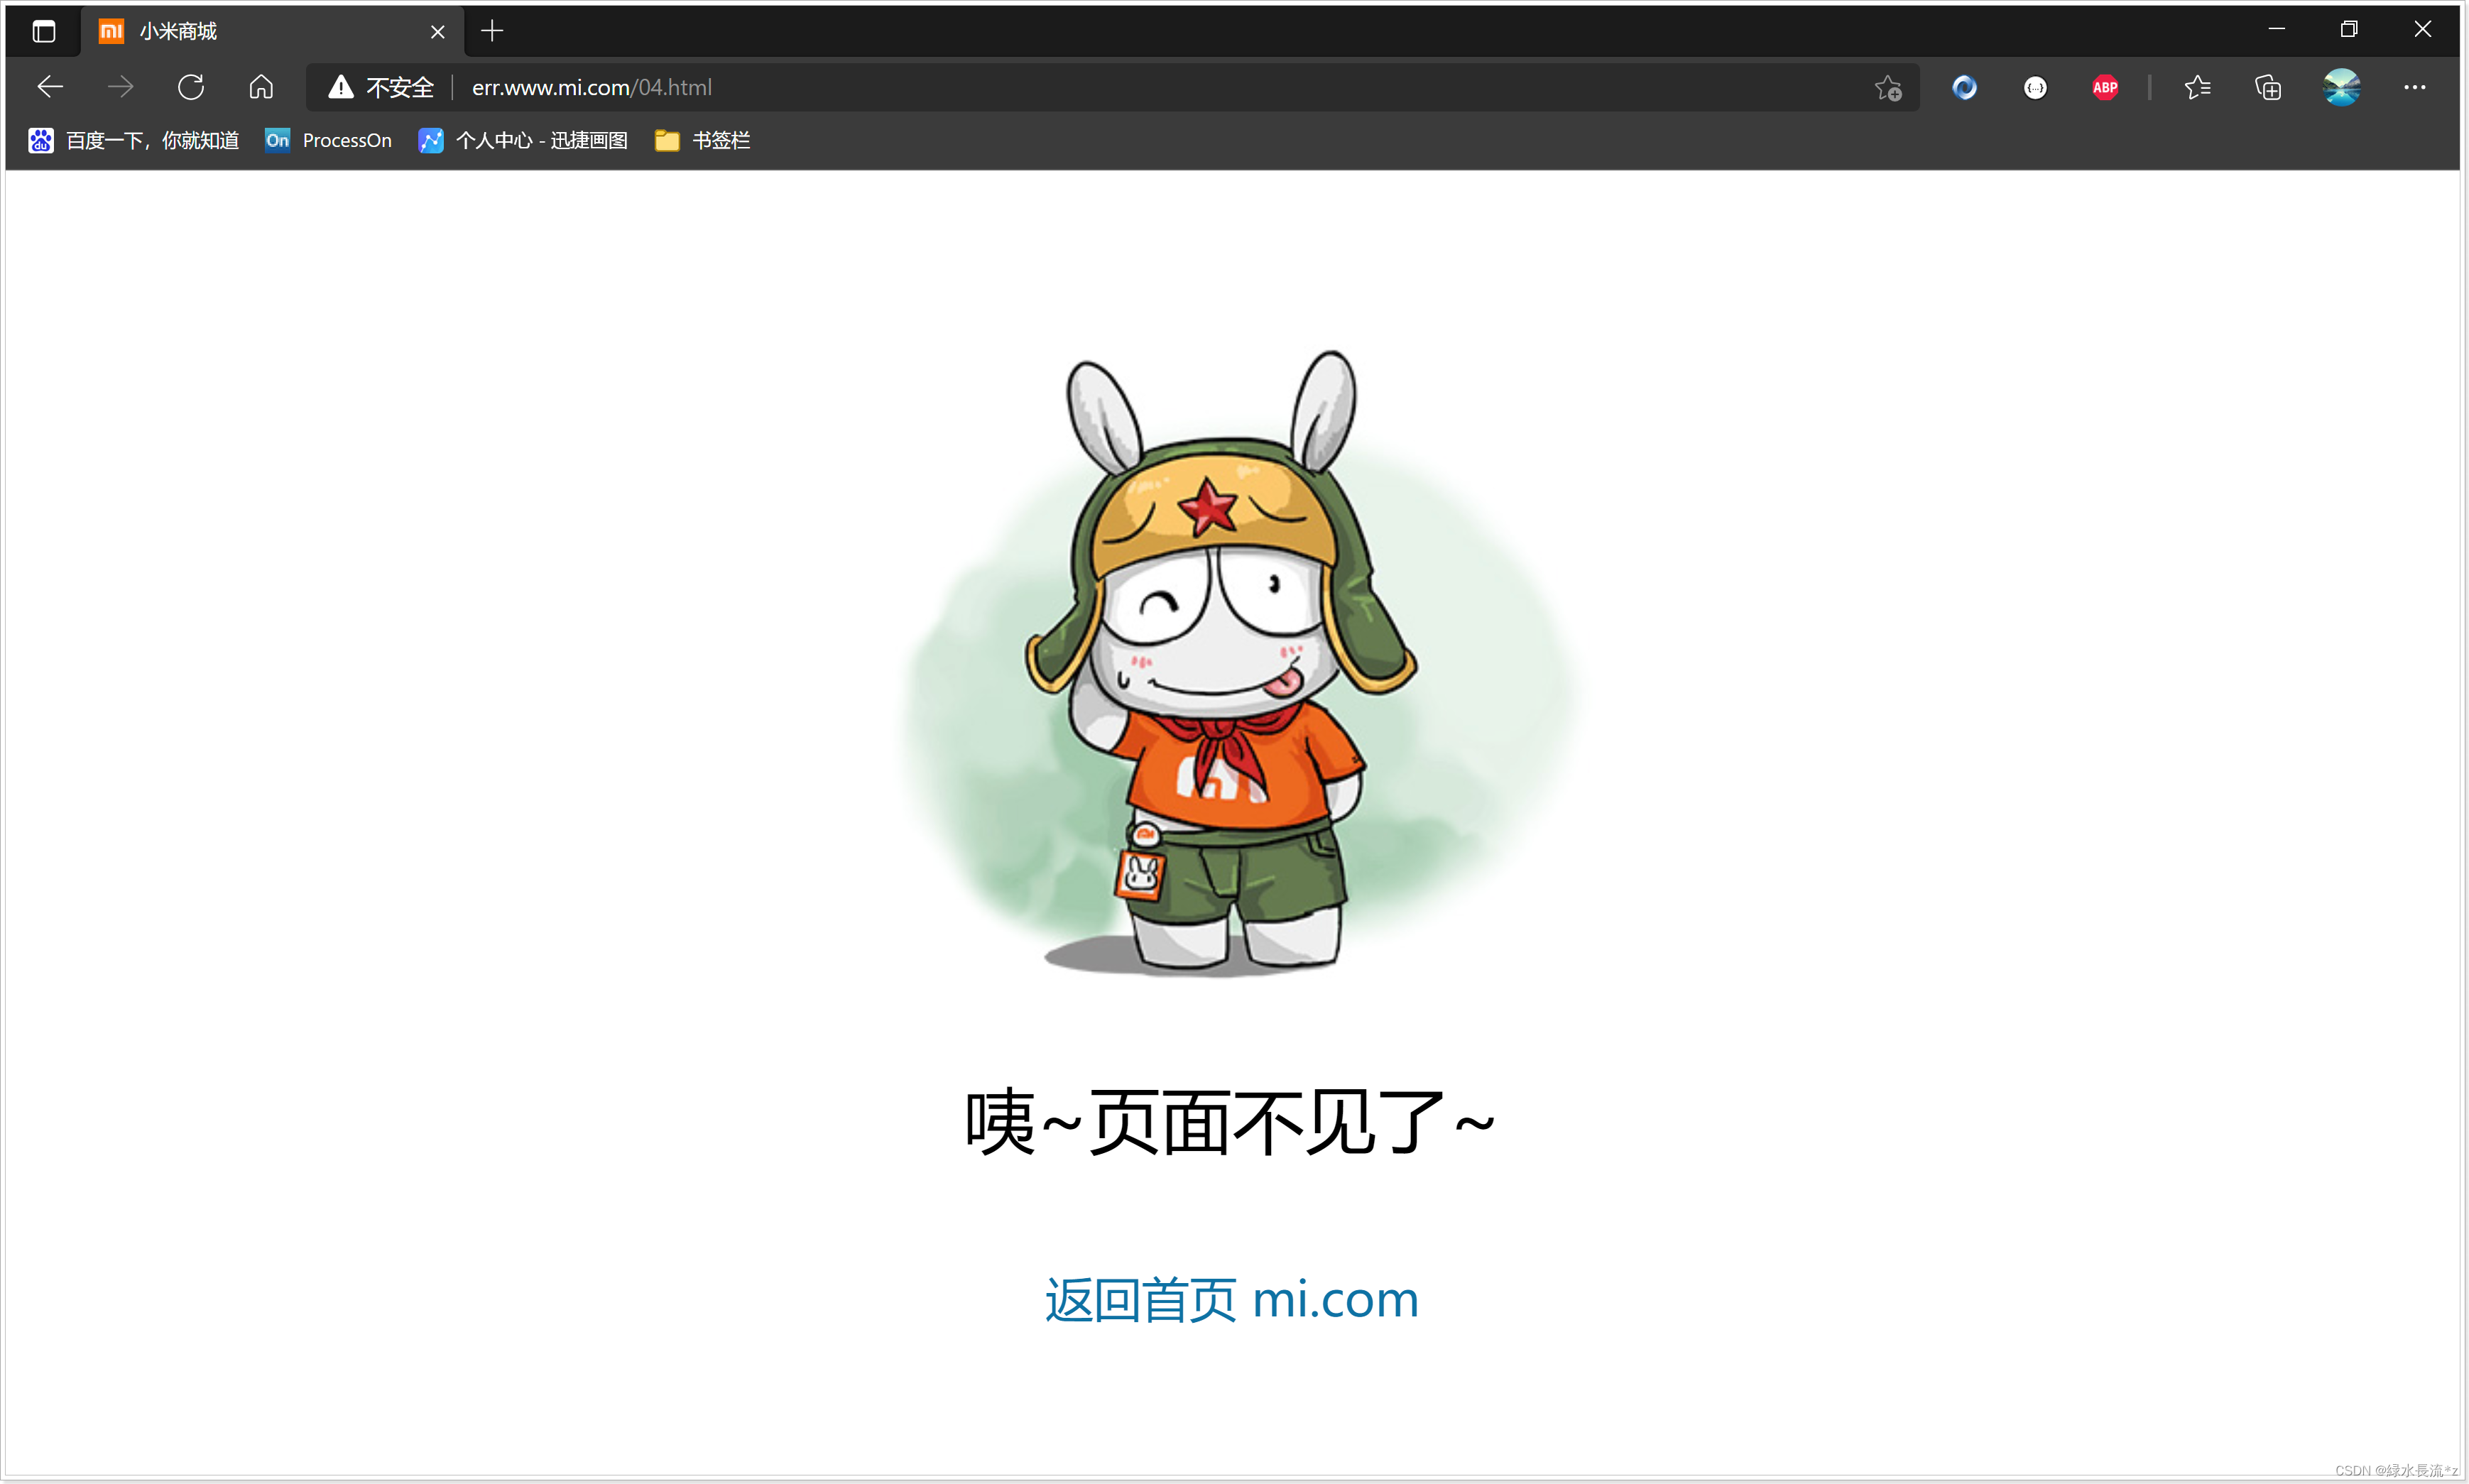 小米商城
不安全 err.www.mi.com/04.html
ABP
百度一下，你就知道 On ProcessOn 个人中心 - 迅捷画图 书签栏
咦~页面不见了~
返回首页 mi.com
CSDN @绿水長流*z